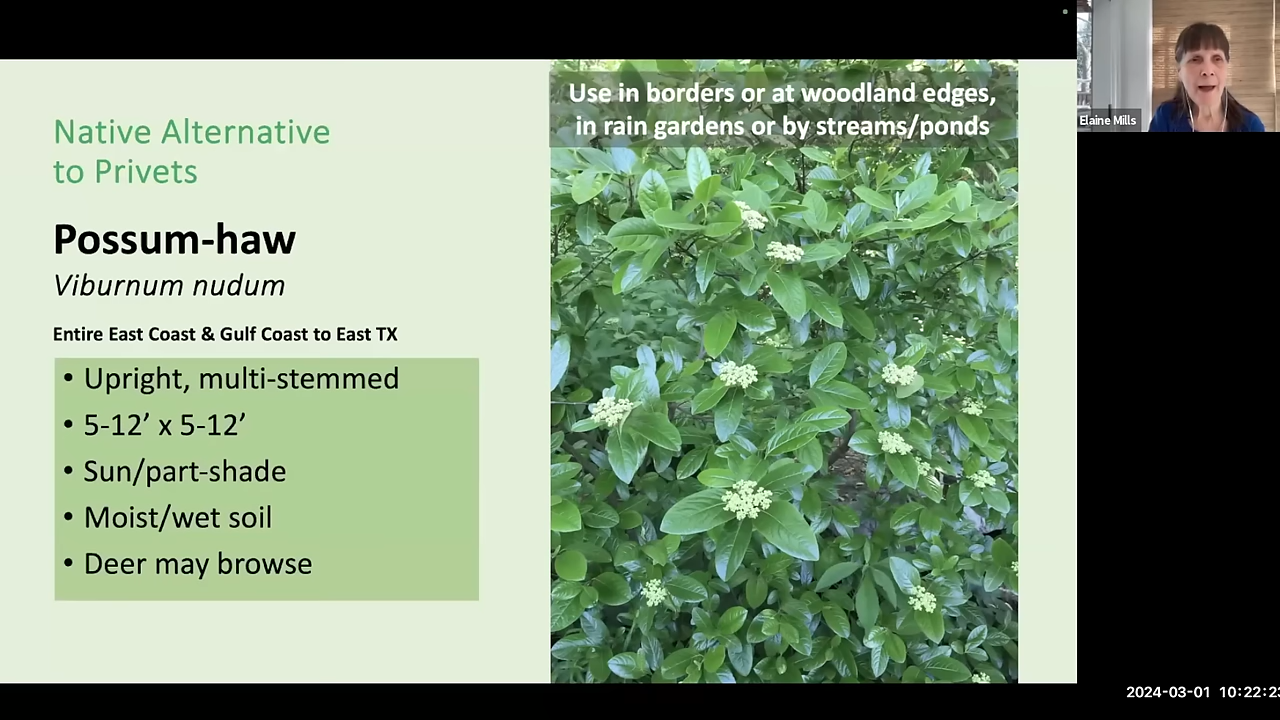 Native Alternative
to Privets
Possum-haw
Viburnum nudum
Entire East Coast & Gulf Coast to East TX
• Upright, multi-stemmed
• 5-12’ x 5-12’
• Sun/part-shade
• Moist/wet soil
• Deer may browse
Use in borders or at woodland edges,
in rain gardens or by streams/ponds
Elaine Mills
2024-03-01 10:22:23